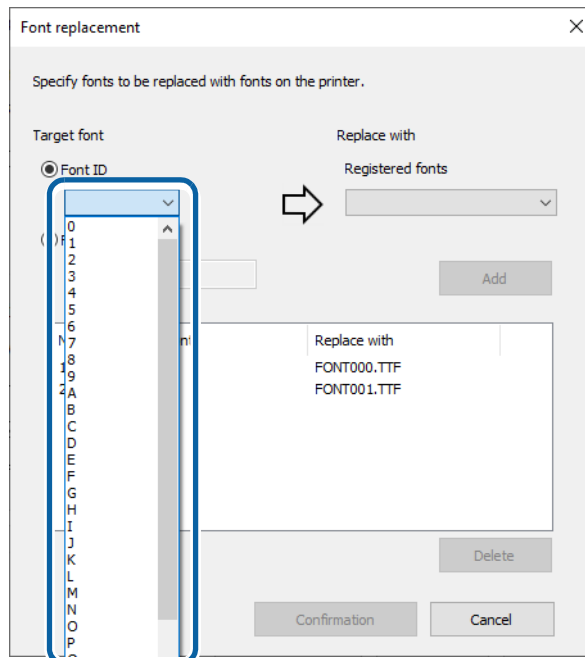 Font replacement
Specify fonts to be replaced with fonts on the printer.
Target font
Replace with
Font ID
Registered fonts
0
1
2
3
4
5
6
7
8
9
A
B
C
D
E
F
G
H
I
J
K
L
M
N
O
P
Add
Replace with
1 FONT000.TTF
2 FONT001.TTF
Delete
Confirmation
Cancel